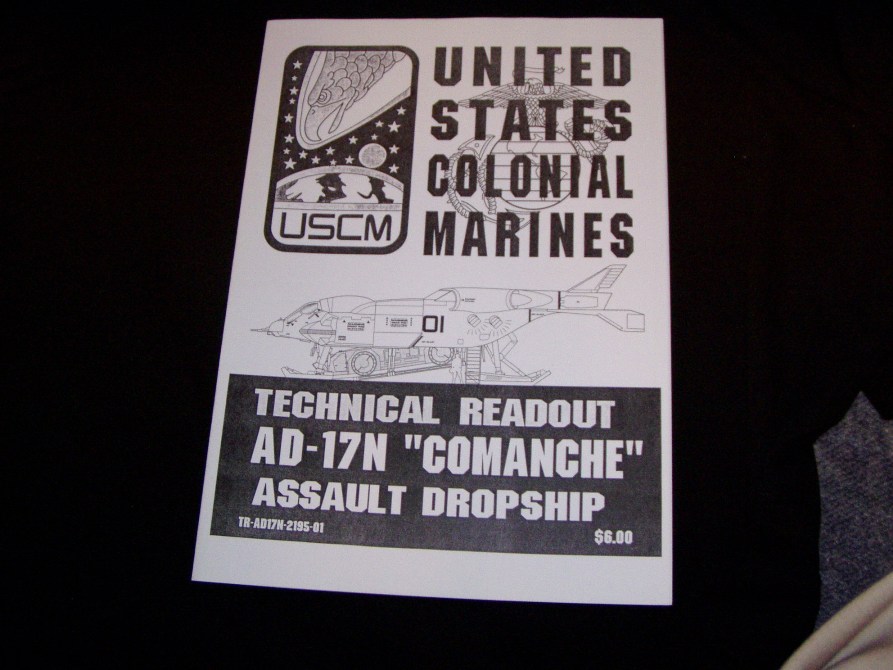 UNITED
STATES
COLONIAL
MARINES
USCM
01
TECHNICAL READOUT
AD-17N "COMANCHE"
ASSAULT DROPSHIP
TR-AD17N-2195-01
$6.00